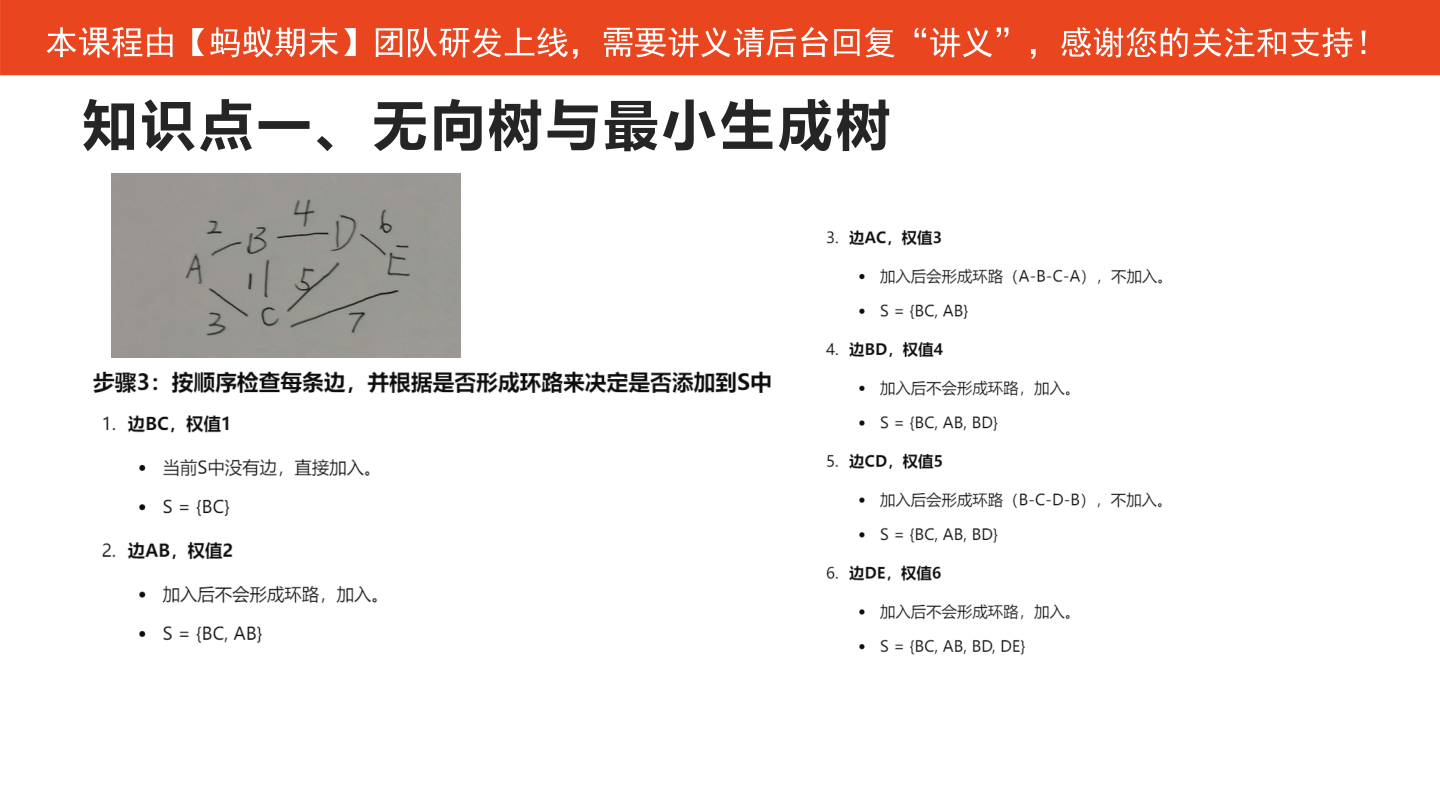 本课程由【蚂蚁期末】团队研发上线，需要讲义请后台回复“讲义”，感谢您的关注和支持！
知识点一、无向树与最小生成树
2 4 6
B D
A E
1 5
C
3 7
步骤3：按顺序检查每条边，并根据是否形成环路来决定是否添加到S中
1. 边BC，权值1
• 当前S中没有边，直接加入。
• S = {BC}
2. 边AB，权值2
• 加入后不会形成环路，加入。
• S = {BC, AB}
3. 边AC，权值3
• 加入后会形成环路（A-B-C-A），不加入。
• S = {BC, AB}
4. 边BD，权值4
• 加入后不会形成环路，加入。
• S = {BC, AB, BD}
5. 边CD，权值5
• 加入后会形成环路（B-C-D-B），不加入。
• S = {BC, AB, BD}
6. 边DE，权值6
• 加入后不会形成环路，加入。
• S = {BC, AB, BD, DE}